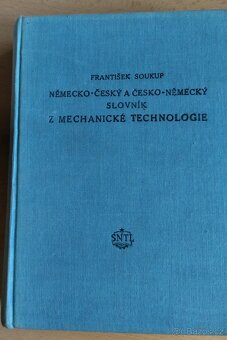 FRANTIŠEK SOUKUP
NĚMECKO-ČESKÝ A ČESKO-NĚMECKÝ
SLOVNÍK
Z MECHANICKÉ TECHNOLOGIE
SNTL